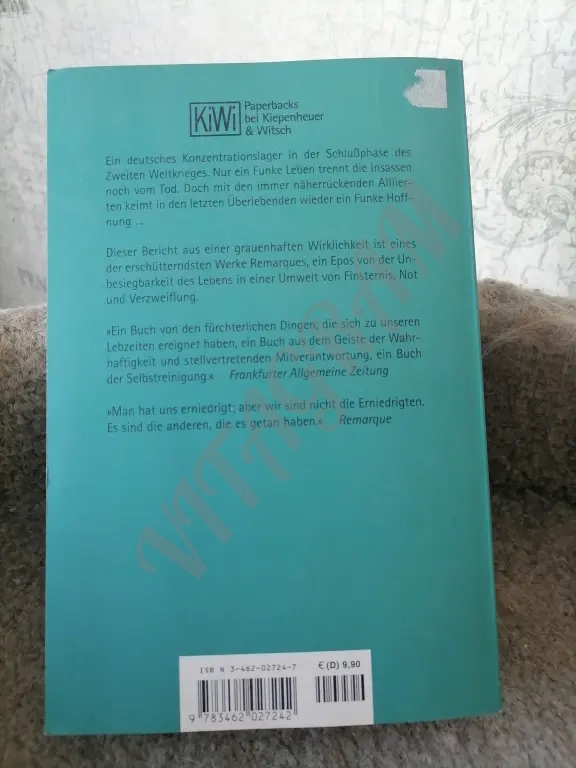 KiWi
Paperbacks
bei Kiepenheuer
& Witsch
Ein deutsches Konzentrationslager in der Schlußphase des
Zweiten Weltkrieges. Nur ein Funke Leben trennt die Insassen
noch vom Tod. Doch mit den immer näherrückenden Alliier-
ten keimt in den letzten Überlebenden wieder ein Funke Hoff-
nung ...
Dieser Bericht aus einer grauenhaften Wirklichkeit ist eines
der erschütterndsten Werke Remarques, ein Epos von der Un-
besiegbarkeit des Lebens in einer Umwelt von Finsternis, Not
und Verzweiflung.
»Ein Buch von den fürchterlichen Dingen, die sich zu unseren
Lebzeiten ereignet haben, ein Buch aus dem Geiste der Wahr-
haftigkeit und stellvertretenden Mitverantwortung, ein Buch
der Selbstreinigung.« Frankfurter Allgemeine Zeitung
»Man hat uns erniedrigt; aber wir sind nicht die Erniedrigten.
Es sind die anderen, die es getan haben.« Remarque
ISBN 3-462-02724-7
€ (D) 9,90
9 783462 027242